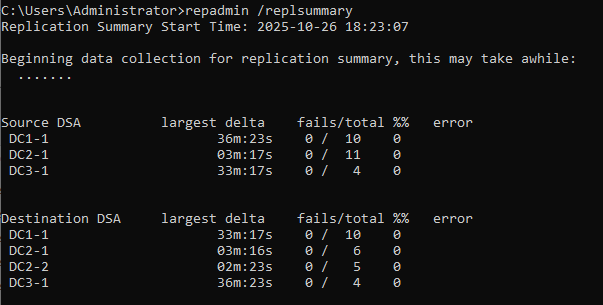 C:\Users\Administrator>repadmin /replsummary
Replication Summary Start Time: 2025-10-26 18:23:07
Beginning data collection for replication summary, this may take awhile:
.......
Source DSA          largest delta    fails/total %%   error
DC1-1                     36m:23s    0 /  10    0
DC2-1                     03m:17s    0 /  11    0
DC3-1                     33m:17s    0 /   4    0
Destination DSA     largest delta    fails/total %%   error
DC1-1                     33m:17s    0 /  10    0
DC2-1                     03m:16s    0 /   6    0
DC2-2                     02m:23s    0 /   5    0
DC3-1                     36m:23s    0 /   4    0